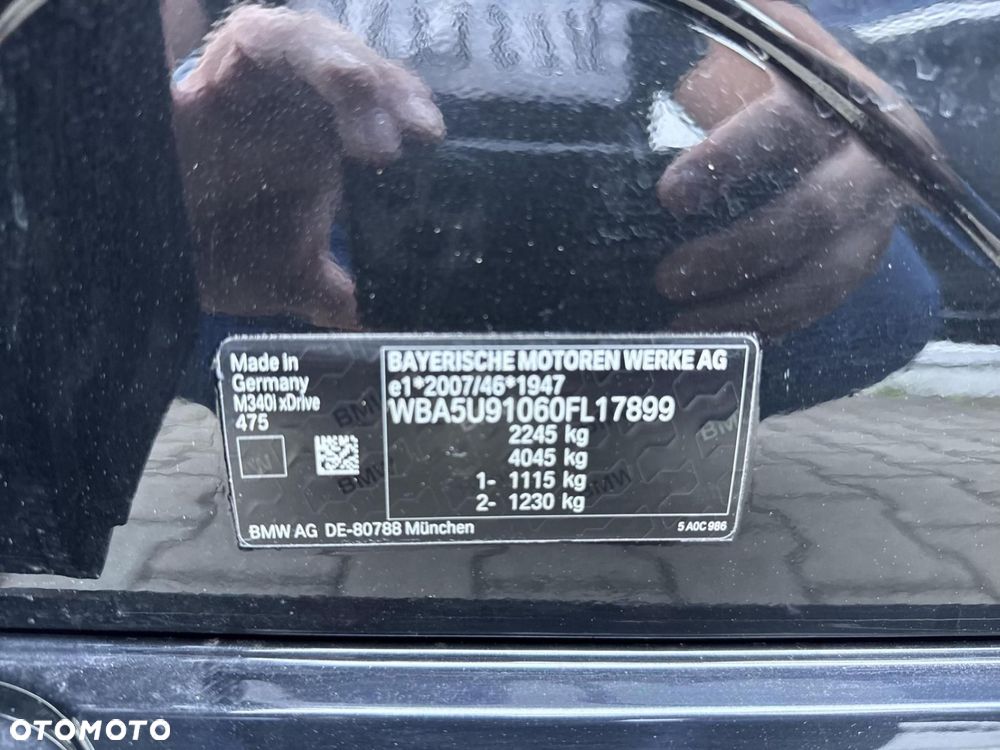 Made in
Germany
M340i xDrive
475
BAYERISCHE MOTOREN WERKE AG
e1*2007/46*1947
WBA5U91060FL17899
2245 kg
4045 kg
1- 1115 kg
2- 1230 kg
BMW AG DE-80788 München
5 A0C 986
OTOMOTO